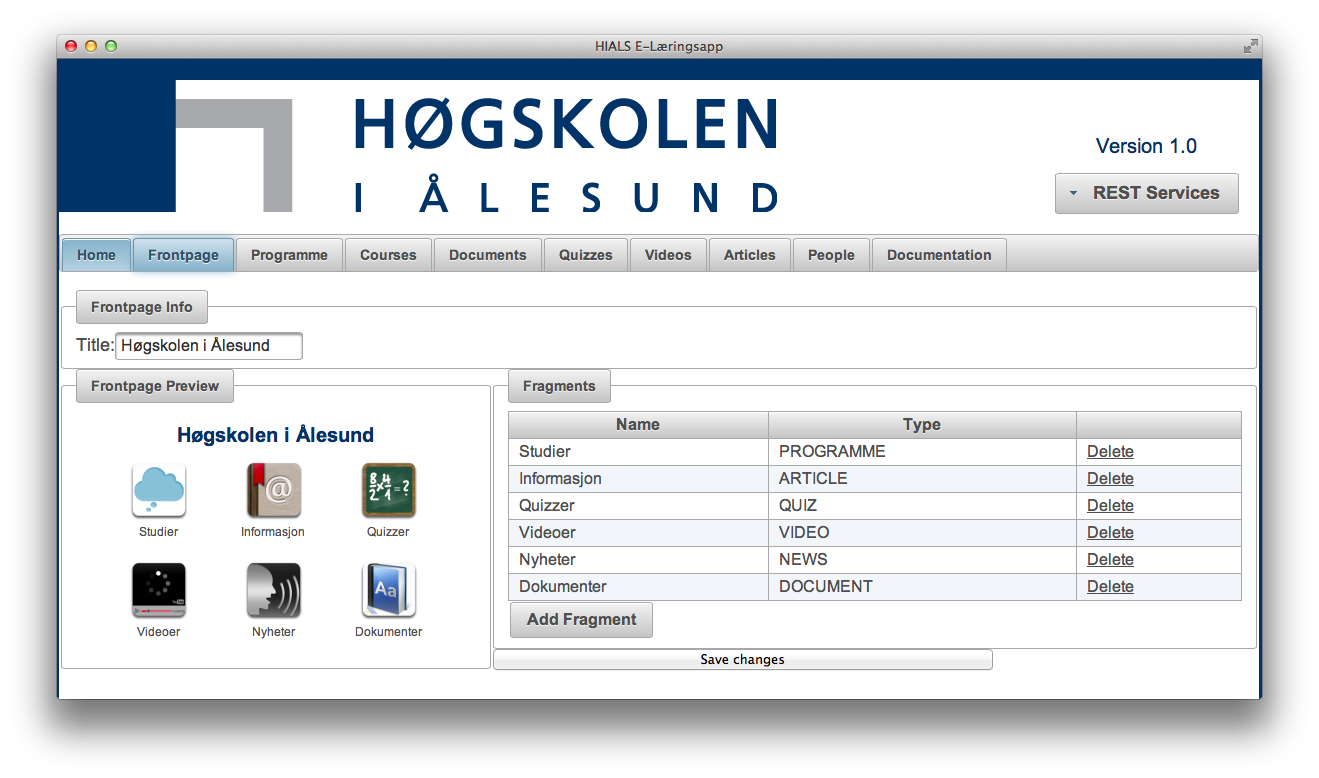 HIALS E-Læringsapp
HØGSKOLEN
I ÅLESUND
Version 1.0
REST Services
Home Frontpage Programme Courses Documents Quizzes Videos Articles People Documentation
Frontpage Info
Title: Høgskolen i Ålesund
Frontpage Preview
Høgskolen i Ålesund
Studier Informasjon Quizzer
Videoer Nyheter Dokumenter
Fragments
Name Type
Studier PROGRAMME Delete
Informasjon ARTICLE Delete
Quizzer QUIZ Delete
Videoer VIDEO Delete
Nyheter NEWS Delete
Dokumenter DOCUMENT Delete
Add Fragment
Save changes